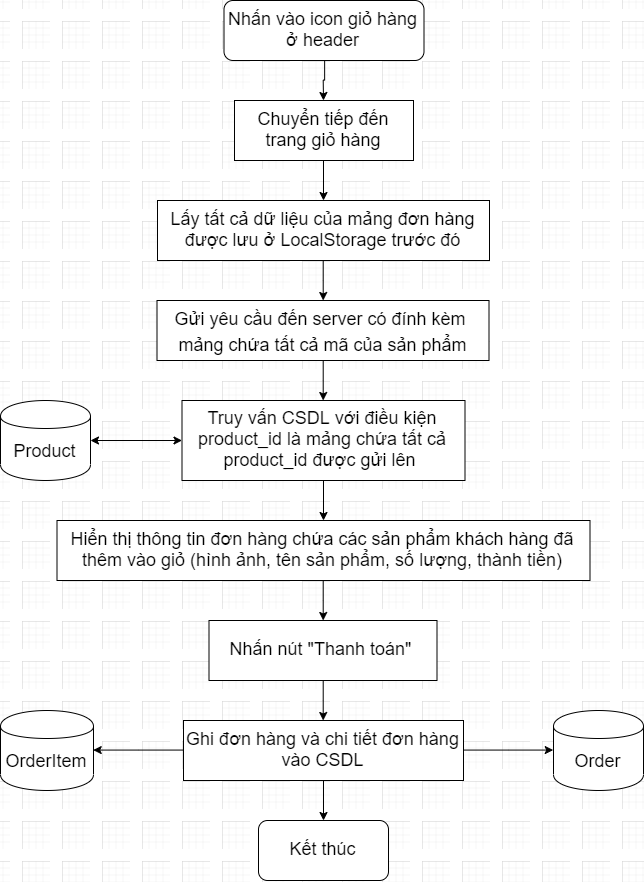 Nhấn vào icon giỏ hàng
ở header
Chuyển tiếp đến
trang giỏ hàng
Lấy tất cả dữ liệu của mảng đơn hàng
được lưu ở LocalStorage trước đó
Gửi yêu cầu đến server có đính kèm
mảng chứa tất cả mã của sản phẩm
Product
Truy vấn CSDL với điều kiện
product_id là mảng chứa tất cả
product_id được gửi lên
Hiển thị thông tin đơn hàng chứa các sản phẩm khách hàng đã
thêm vào giỏ (hình ảnh, tên sản phẩm, số lượng, thành tiền)
Nhấn nút "Thanh toán"
OrderItem
Ghi đơn hàng và chi tiết đơn hàng
vào CSDL
Order
Kết thúc